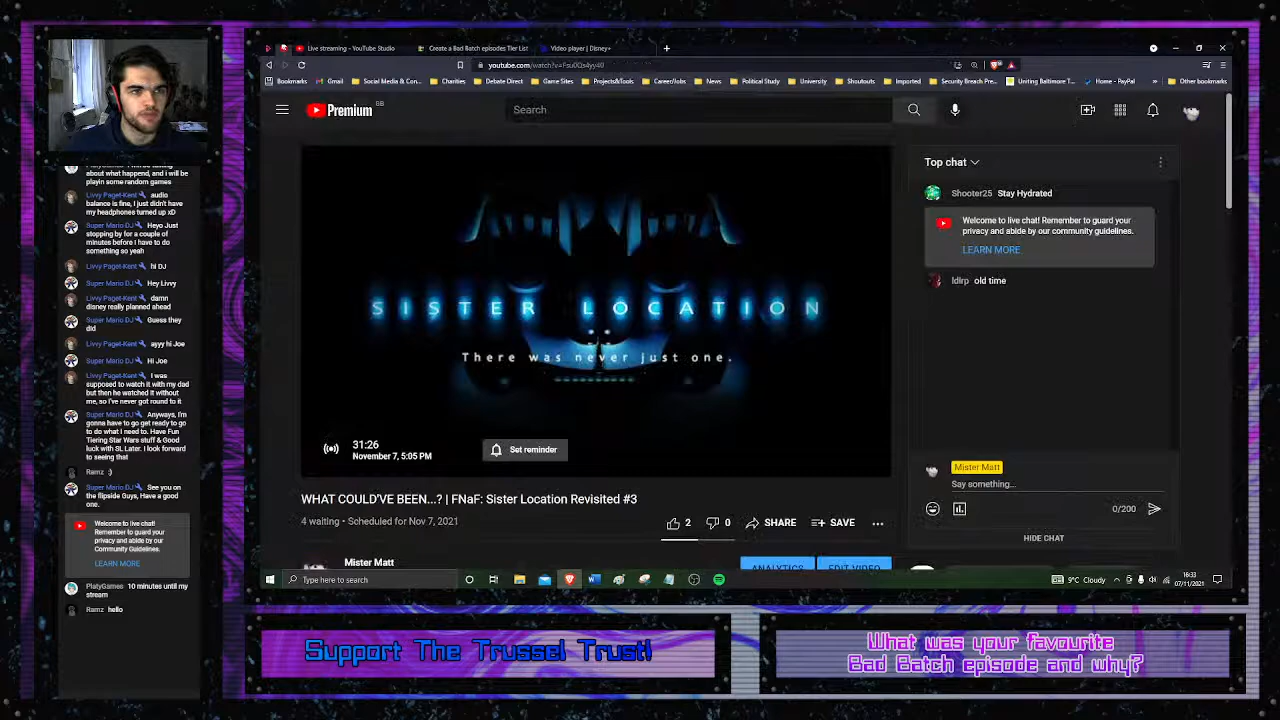 Live streaming - YouTube Studio
Create a Bad Batch episodes Tier List
Video player | Disney+
Bookmarks
Gmail
Social Media & Con...
Charities
Debate Direct
Game Sites
Projects&Tools
Career/Jobs
News
Political Study
University
Shoutouts
Imported
Security Breach Pre...
Uniting Baltimore T...
Home - PayPal
Other bookmarks
Premium GB
Search
about what happend, and i will be
playin some random games
Livvy Paget-Kent audio
balance is fine, I just didn't have
my headphones turned up xD
Super Mario DJ Heyo Just
stopping by for a couple of
minutes before I have to do
something so yeah
Livvy Paget-Kent hi DJ
Super Mario DJ Hey Livvy
Livvy Paget-Kent damn
disney really planned ahead
Super Mario DJ Guess they
did
Livvy Paget-Kent ayyy hi Joe
Super Mario DJ Hi Joe
Livvy Paget-Kent I was
supposed to watch it with my dad
but then he watched it without
me, so I've never got round to it
Super Mario DJ Anyways, I'm
gonna have to go get ready to go
to do what I need to. Have Fun
Tiering Star Wars stuff & Good
luck with SL Later. I look forward
to seeing that
Ramz :)
Super Mario DJ See you on
the flipside Guys, Have a good
one.
Welcome to live chat!
Remember to guard your
privacy and abide by our
Community Guidelines.
LEARN MORE
PlatyGames 10 minutes until my
stream
Ramz hello
SISTER LOCATION
There was never just one.
31:26
November 7, 5:05 PM
Set reminder
WHAT COULD'VE BEEN...? | FNaF: Sister Location Revisited #3
4 waiting • Scheduled for Nov 7, 2021
2
0
SHARE
SAVE
Mister Matt
ANALYTICS
EDIT VIDEO
Top chat
Shooter25 Stay Hydrated
Welcome to live chat! Remember to guard your
privacy and abide by our community guidelines.
LEARN MORE
old time
Mister Matt
Say something...
0/200
HIDE CHAT
Type here to search
9°C Cloudy
16:33
07/11/2021
Support The Trussel Trust!
What was your favourite
Bad Batch episode and why?